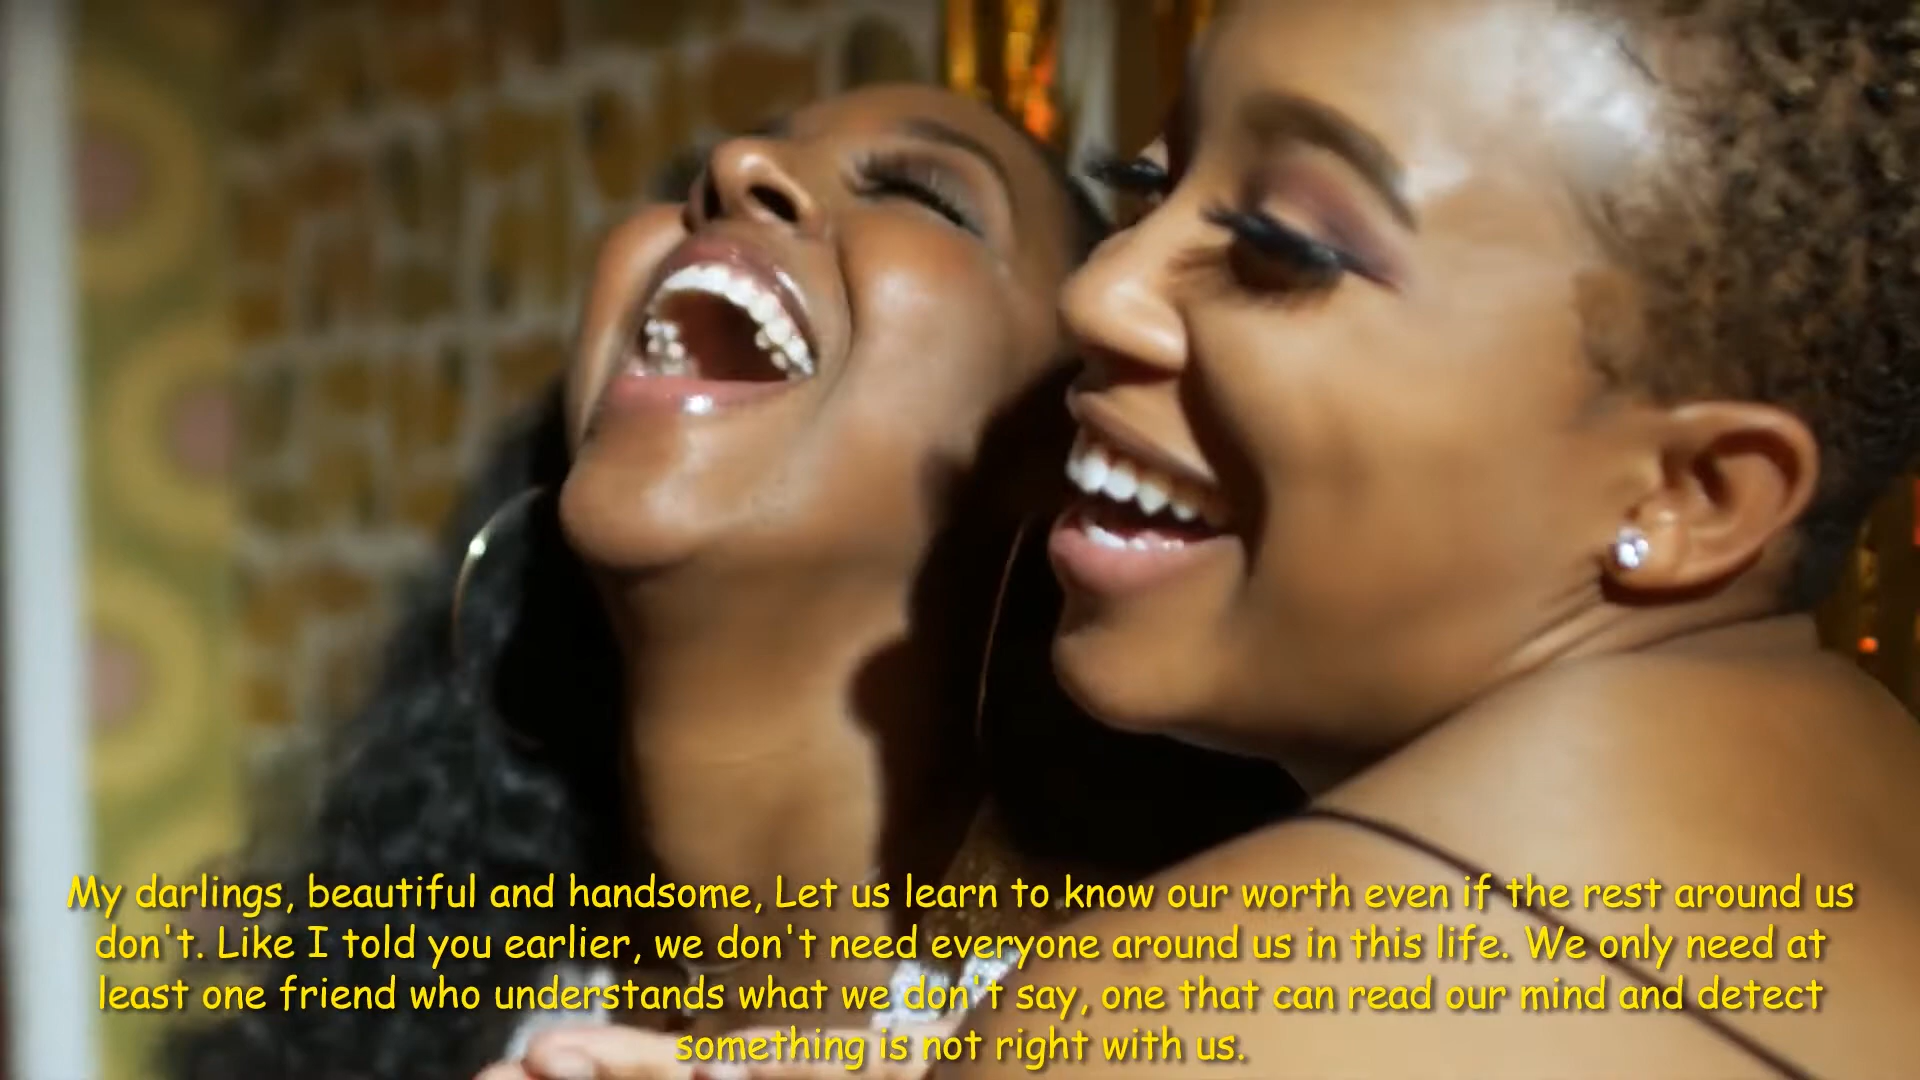 My darlings, beautiful and handsome, Let us learn to know our worth even if the rest around us
don't. Like I told you earlier, we don't need everyone around us in this life. We only need at
least one friend who understands what we don't say, one that can read our mind and detect
something is not right with us.